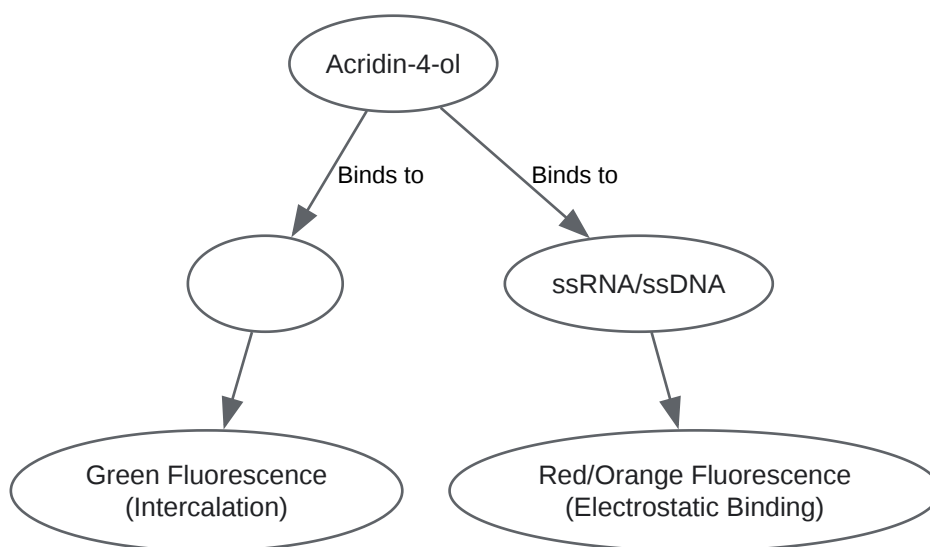 Acridin-4-ol
Binds to
Binds to
ssRNA/ssDNA
Green Fluorescence
(Intercalation)
Red/Orange Fluorescence
(Electrostatic Binding)